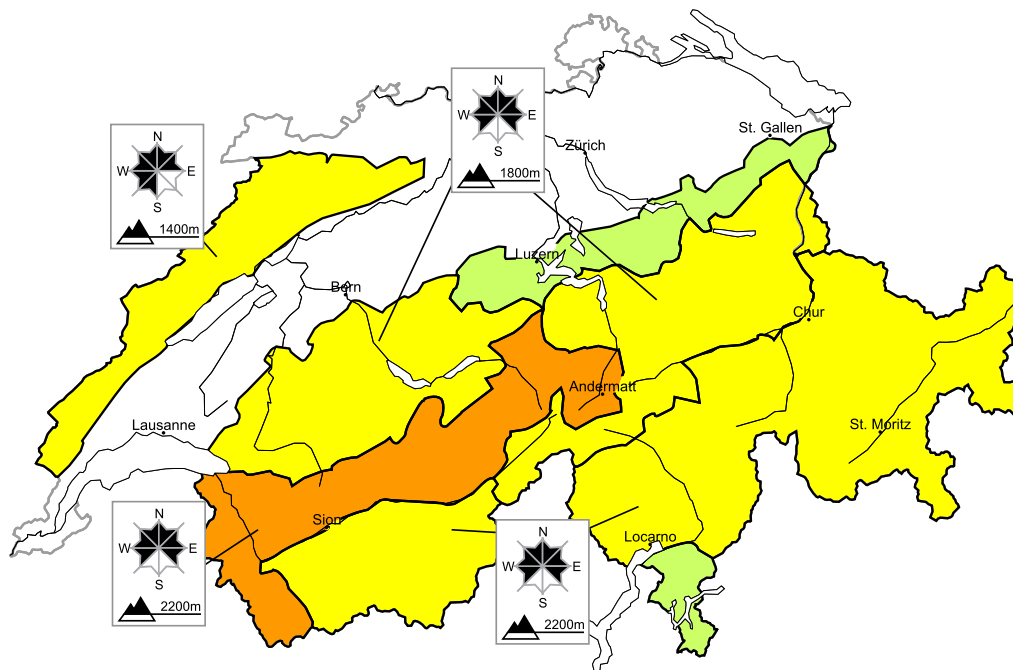 N
W E
S
1800m
St. Gallen
Zürich
N
W E
S
1400m
Luzern
Bern
Chur
Andermatt
Lausanne
St. Moritz
Sion
N
W E
S
2200m
N
W E
S
2200m
Locarno